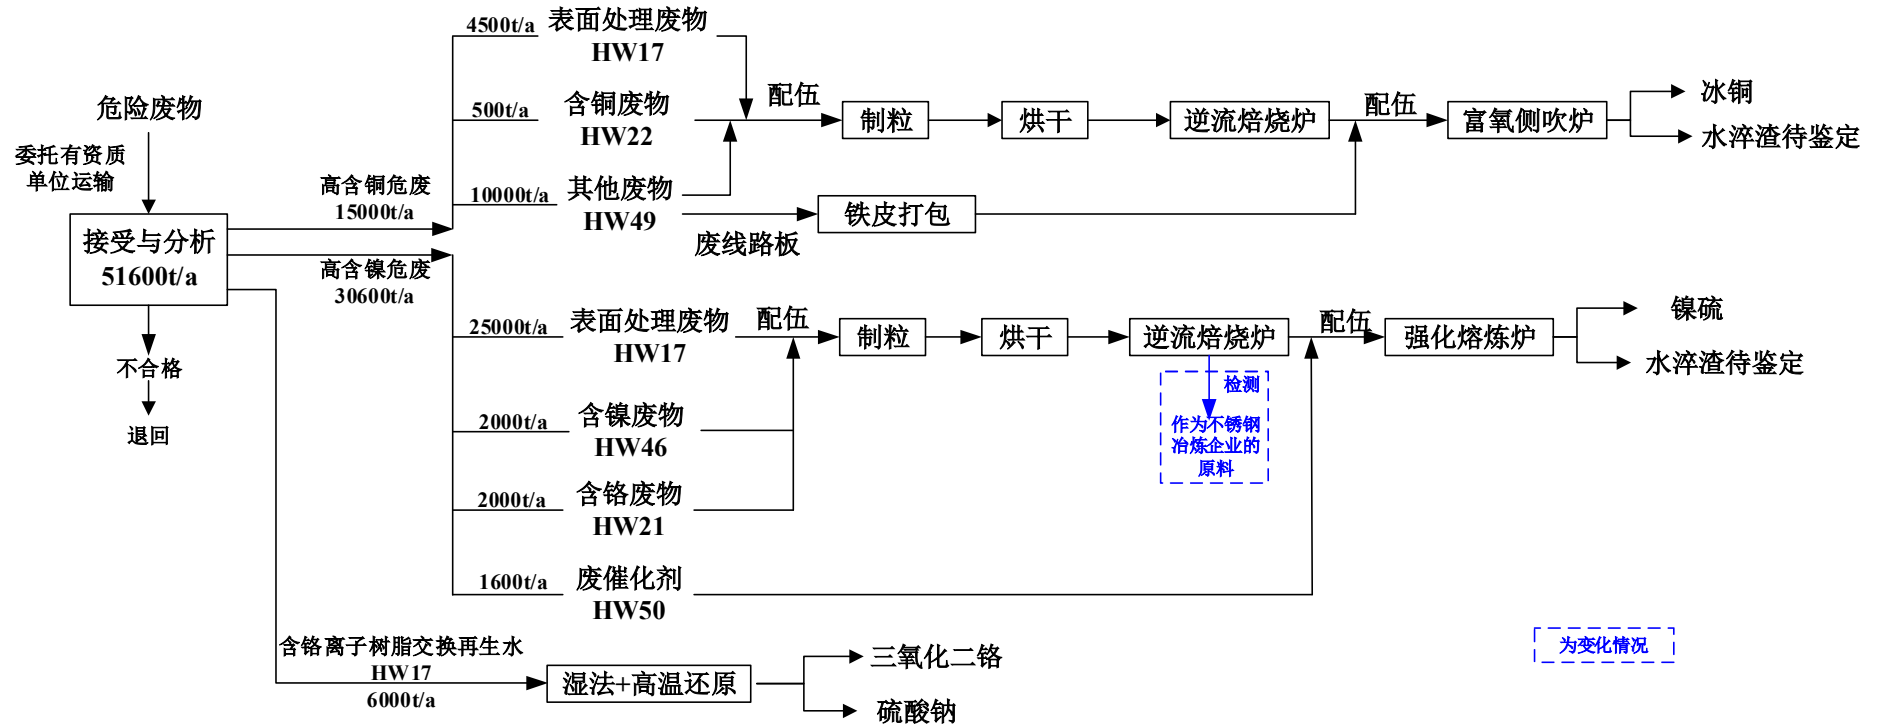 危险废物
委托有资质
单位运输
接受与分析
51600t/a
不合格
退回
高含铜危废
15000t/a
4500t/a
表面处理废物
HW17
500t/a
含铜废物
HW22
10000t/a
其他废物
HW49
废线路板
铁皮打包
配伍
制粒
烘干
逆流焙烧炉
配伍
富氧侧吹炉
冰铜
水淬渣待鉴定
高含镍危废
30600t/a
25000t/a
表面处理废物
HW17
2000t/a
含镍废物
HW46
2000t/a
含铬废物
HW21
1600t/a
废催化剂
HW50
配伍
制粒
烘干
逆流焙烧炉
检测
作为不锈钢
冶炼企业的
原料
配伍
强化熔炼炉
镍硫
水淬渣待鉴定
含铬离子树脂交换再生水
HW17
6000t/a
湿法+高温还原
三氧化二铬
硫酸钠
为变化情况